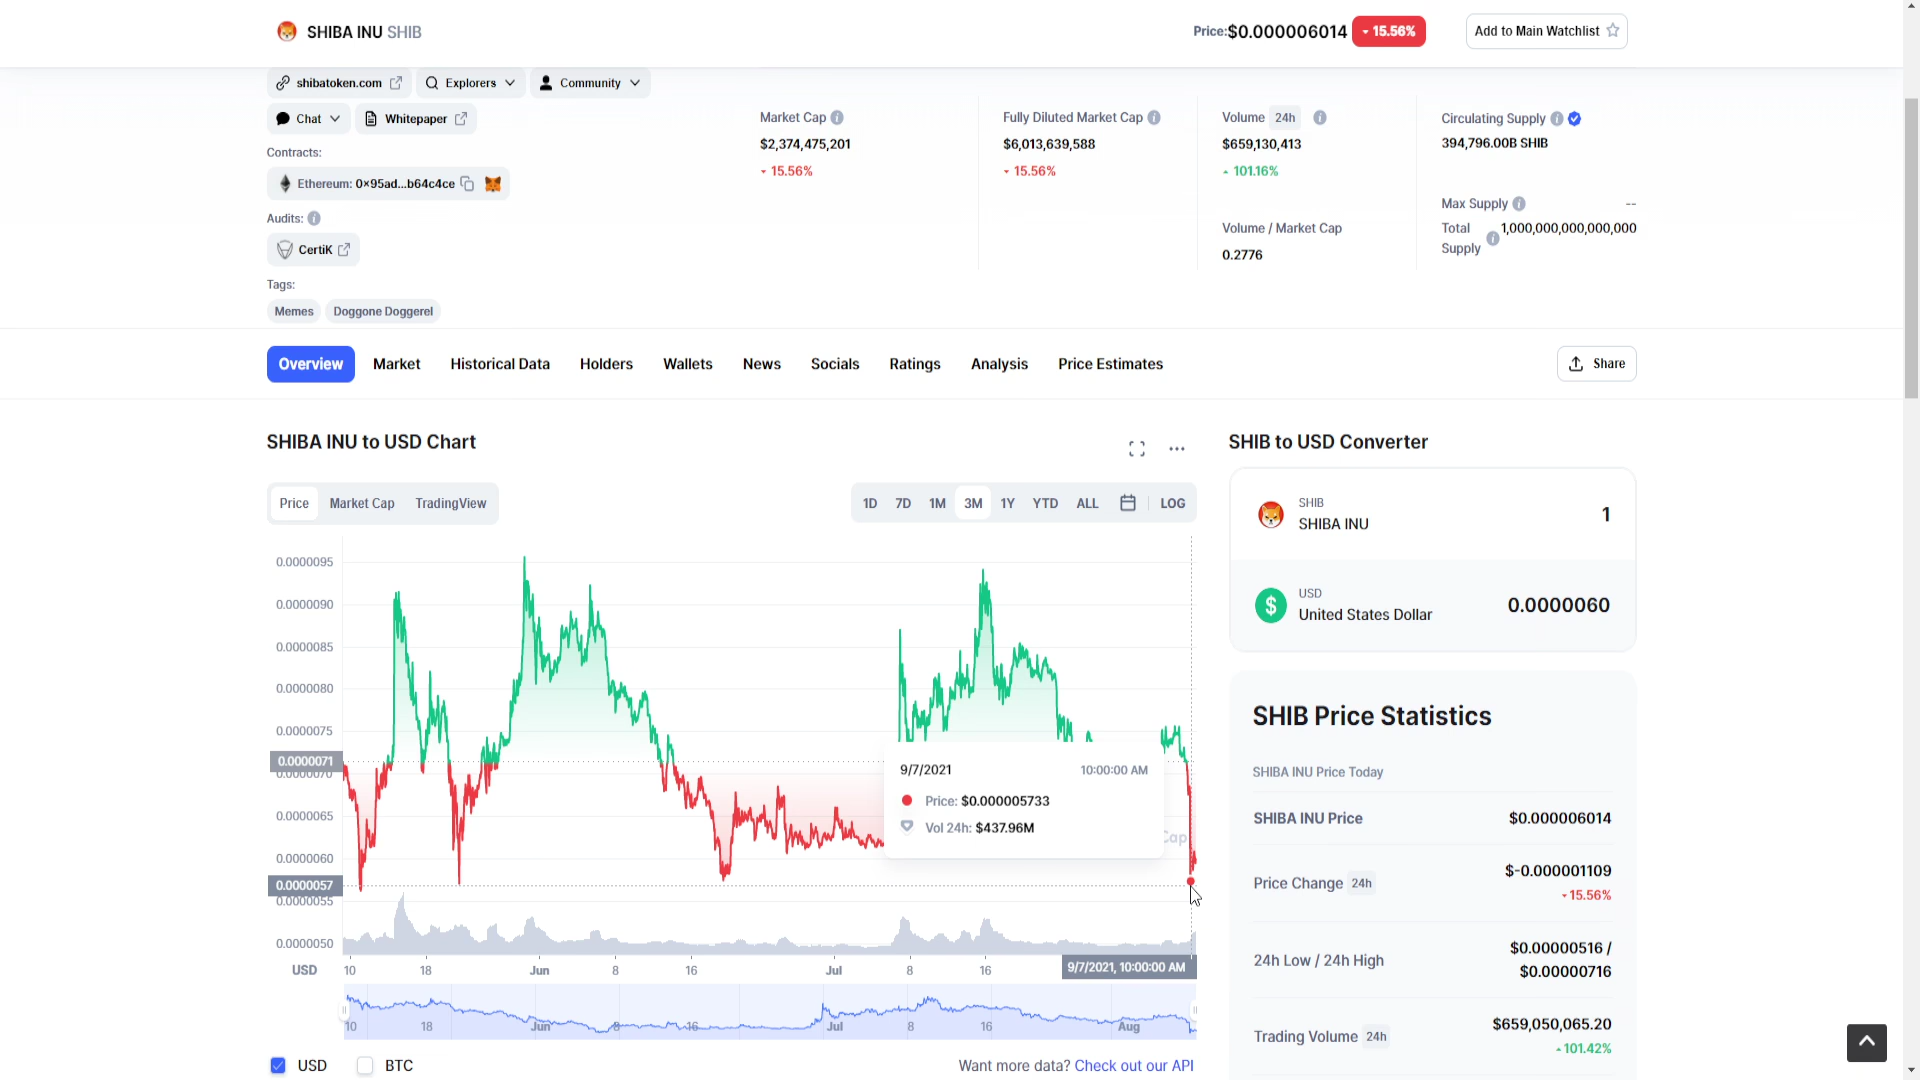 SHIBA INU SHIB
Price:$0.000006014
15.56%
Add to Main Watchlist
shibatoken.com
Explorers
Community
Chat
Whitepaper
Contracts:
Ethereum: 0x95ad...b64c4ce
Audits:
CertiK
Tags:
Memes
Doggone Doggerel
Market Cap
$2,374,475,201
15.56%
Fully Diluted Market Cap
$6,013,639,588
15.56%
Volume 24h
$659,130,413
101.16%
Volume / Market Cap
0.2776
Circulating Supply
394,796.00B SHIB
Max Supply --
Total Supply 1,000,000,000,000,000
Overview Market Historical Data Holders Wallets News Socials Ratings Analysis Price Estimates
Share
SHIBA INU to USD Chart
Price Market Cap TradingView
1D 7D 1M 3M 1Y YTD ALL LOG
0.0000095
0.0000090
0.0000085
0.0000080
0.0000075
0.0000071
0.0000070
0.0000065
0.0000060
0.0000057
0.0000055
0.0000050
9/7/2021 10:00:00 AM
Price: $0.000005733
Vol 24h: $437.96M
Cap
USD 10 18 Jun 8 16 Jul 8 16
9/7/2021, 10:00:00 AM
10 18 Jun 8 16 Jul 8 16 Aug
USD BTC
Want more data? Check out our API
SHIB to USD Converter
SHIB
SHIBA INU
1
$
USD
United States Dollar
0.0000060
SHIB Price Statistics
SHIBA INU Price Today
SHIBA INU Price $0.000006014
Price Change 24h
$-0.000001109
15.56%
24h Low / 24h High
$0.00000516 /
$0.00000716
Trading Volume 24h
$659,050,065.20
101.42%